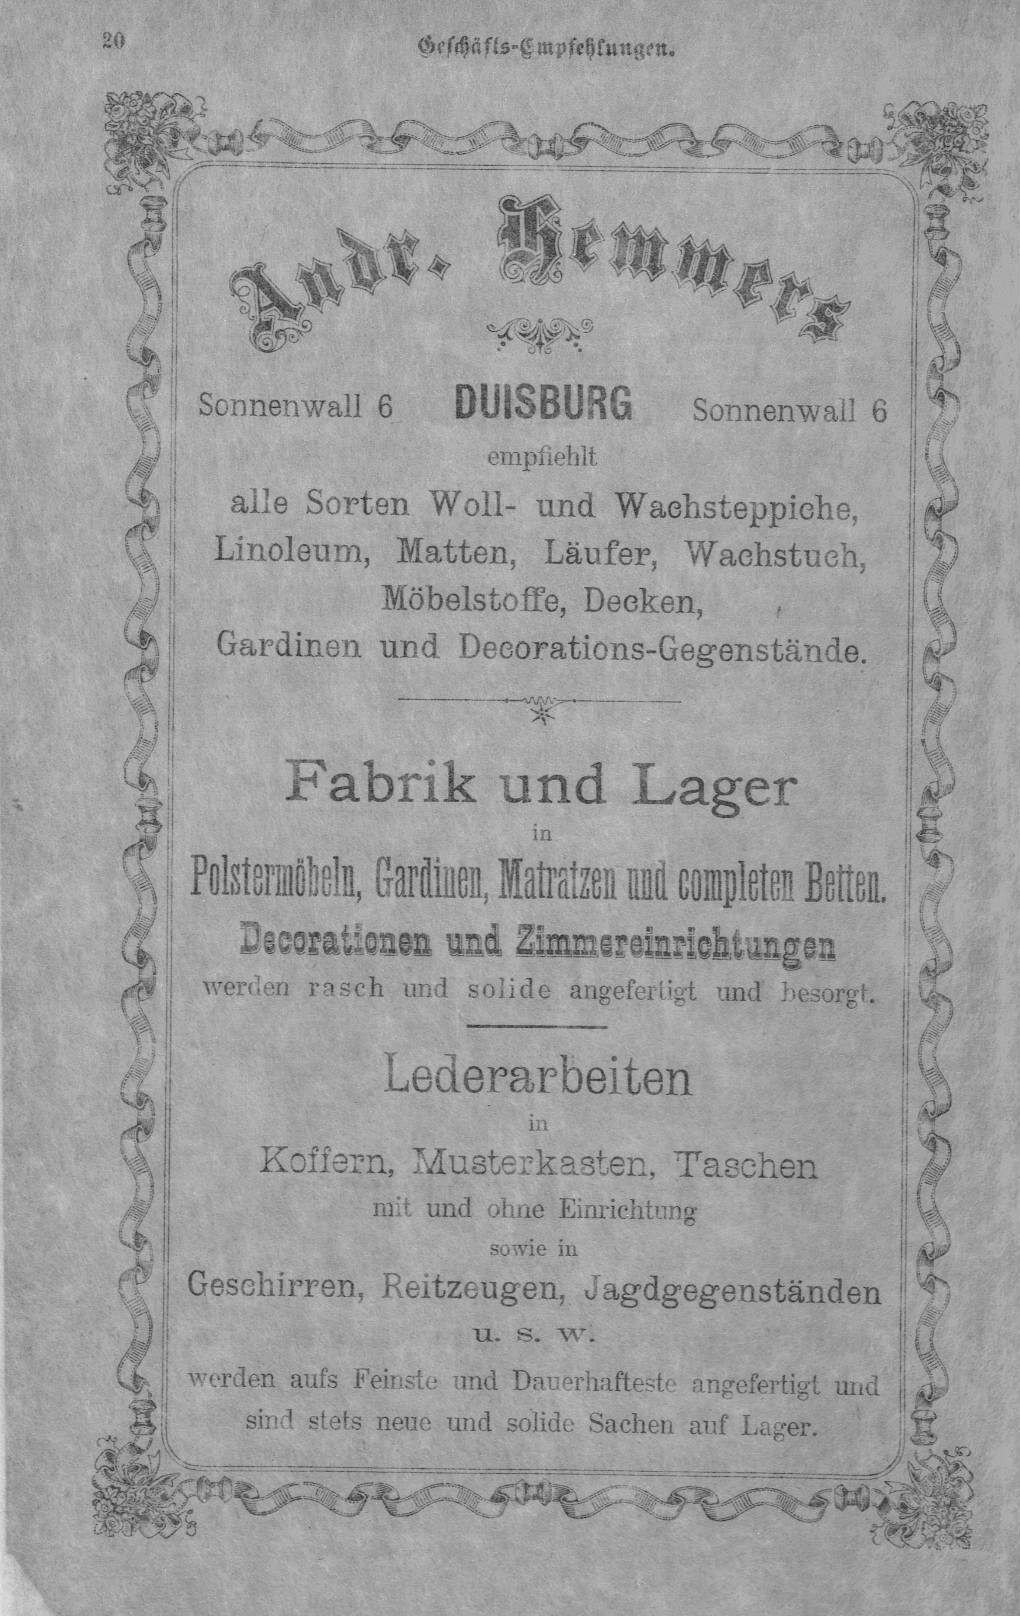 20
Geschäfts-Empfehlungen.
Andr. Hemmers
Sonnenwall 6 DUISBURG Sonnenwall 6
empfiehlt
alle Sorten Woll- und Wachsteppiche,
Linoleum, Matten, Läufer, Wachstuch,
Möbelstoffe, Decken,
Gardinen und Decorations-Gegenstände.
Fabrik und Lager
in
Polstermöbeln, Gardinen, Matratzen und completen Betten.
Decorationen und Zimmereinrichtungen
werden rasch und solide angefertigt und besorgt.
Lederarbeiten
in
Koffern, Musterkasten, Taschen
mit und ohne Einrichtung
sowie in
Geschirren, Reitzeugen, Jagdgegenständen
u. s. w.
werden aufs Feinste und Dauerhafteste angefertigt und
sind stets neue und solide Sachen auf Lager.